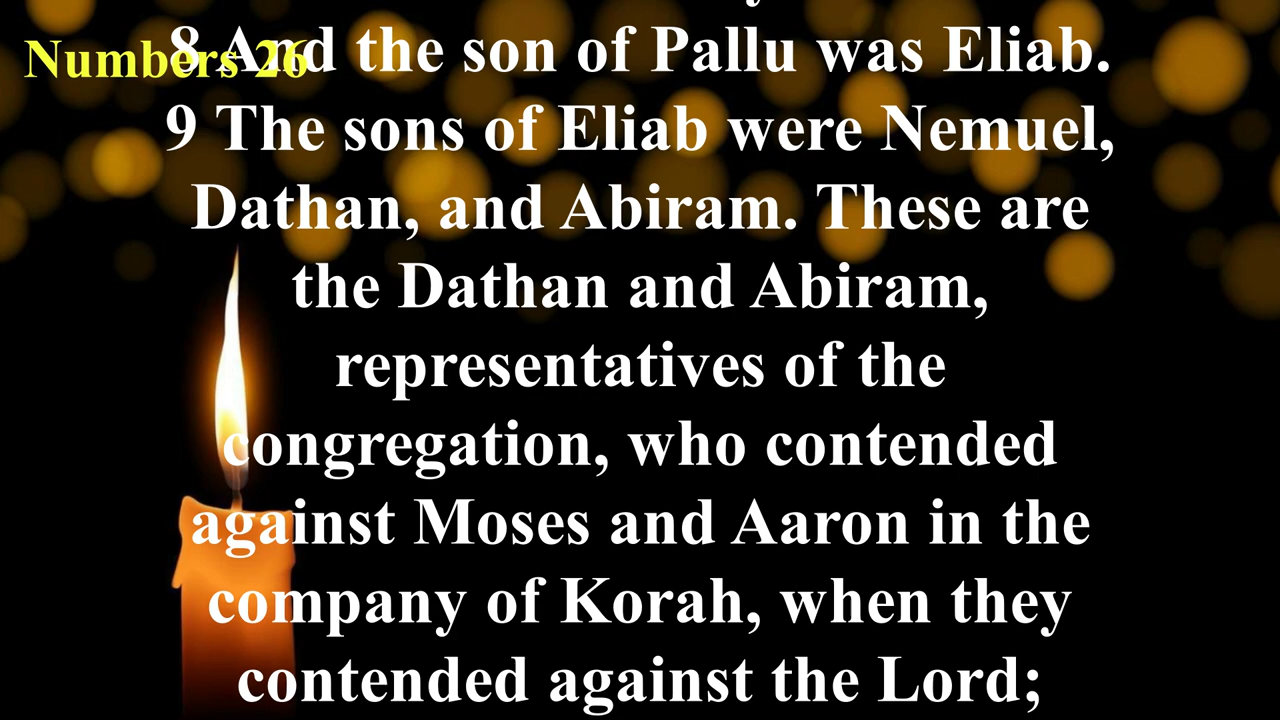 Numbers 26
8 And the son of Pallu was Eliab.
9 The sons of Eliab were Nemuel,
Dathan, and Abiram. These are
the Dathan and Abiram,
representatives of the
congregation, who contended
against Moses and Aaron in the
company of Korah, when they
contended against the Lord;